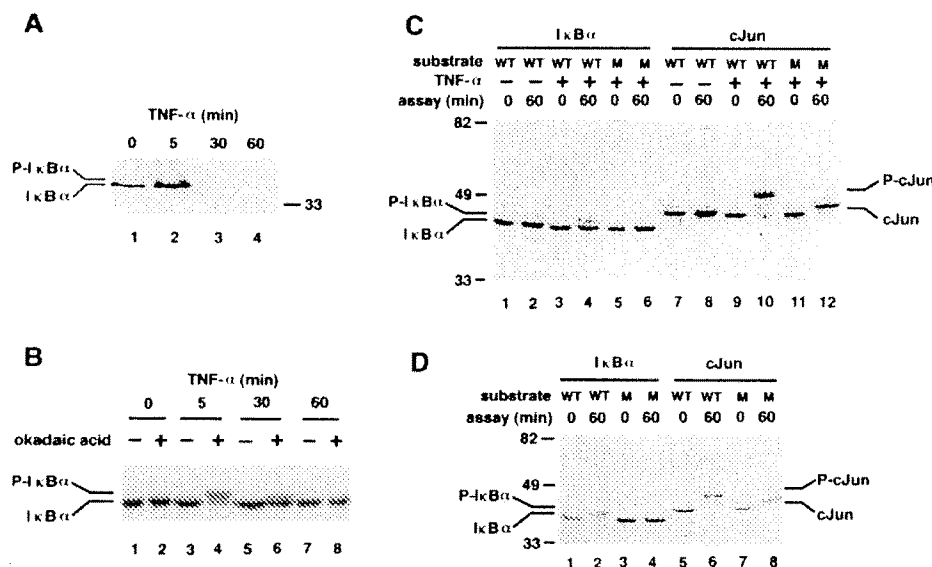 A
TNF-α (min)
0 5 30 60
P-IκBα
IκBα
33
1 2 3 4
B
TNF-α (min)
0 5 30 60
okadaic acid − + − + − + − +
P-IκBα
IκBα
1 2 3 4 5 6 7 8
C
IκBα cJun
substrate WT WT WT WT M M WT WT WT WT M M
TNF-α − − + + + + − − + + + +
assay (min) 0 60 0 60 0 60 0 60 0 60 0 60
82
49
P-IκBα
IκBα
33
P-cJun
cJun
1 2 3 4 5 6 7 8 9 10 11 12
D
IκBα cJun
substrate WT WT M M WT WT M M
assay (min) 0 60 0 60 0 60 0 60
82
49
P-IκBα
IκBα
33
P-cJun
cJun
1 2 3 4 5 6 7 8